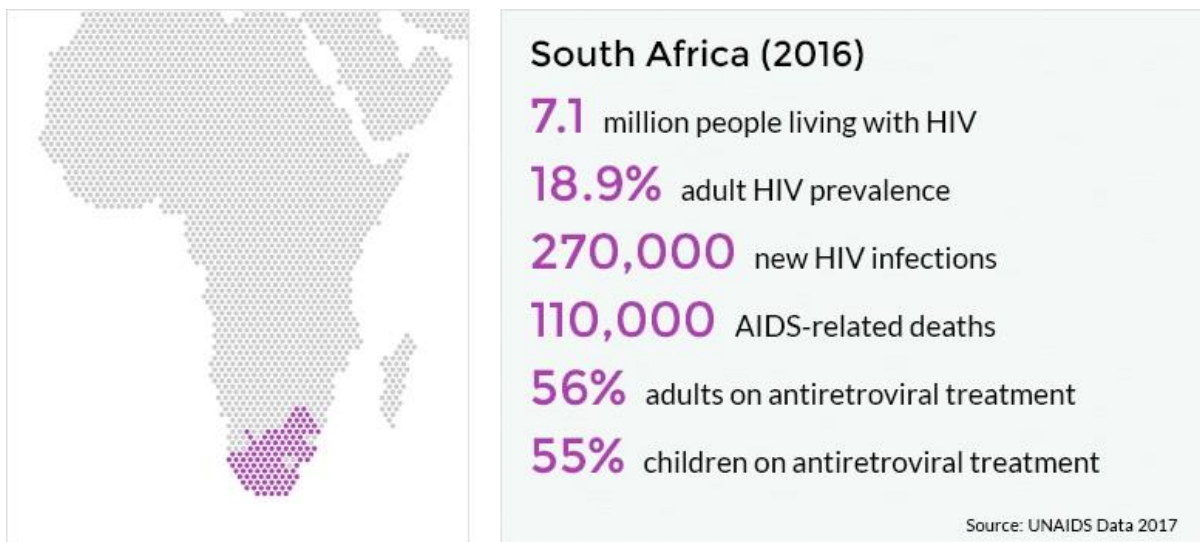 South Africa (2016)
7.1 million people living with HIV
18.9% adult HIV prevalence
270,000 new HIV infections
110,000 AIDS-related deaths
56% adults on antiretroviral treatment
55% children on antiretroviral treatment
Source: UNAIDS Data 2017